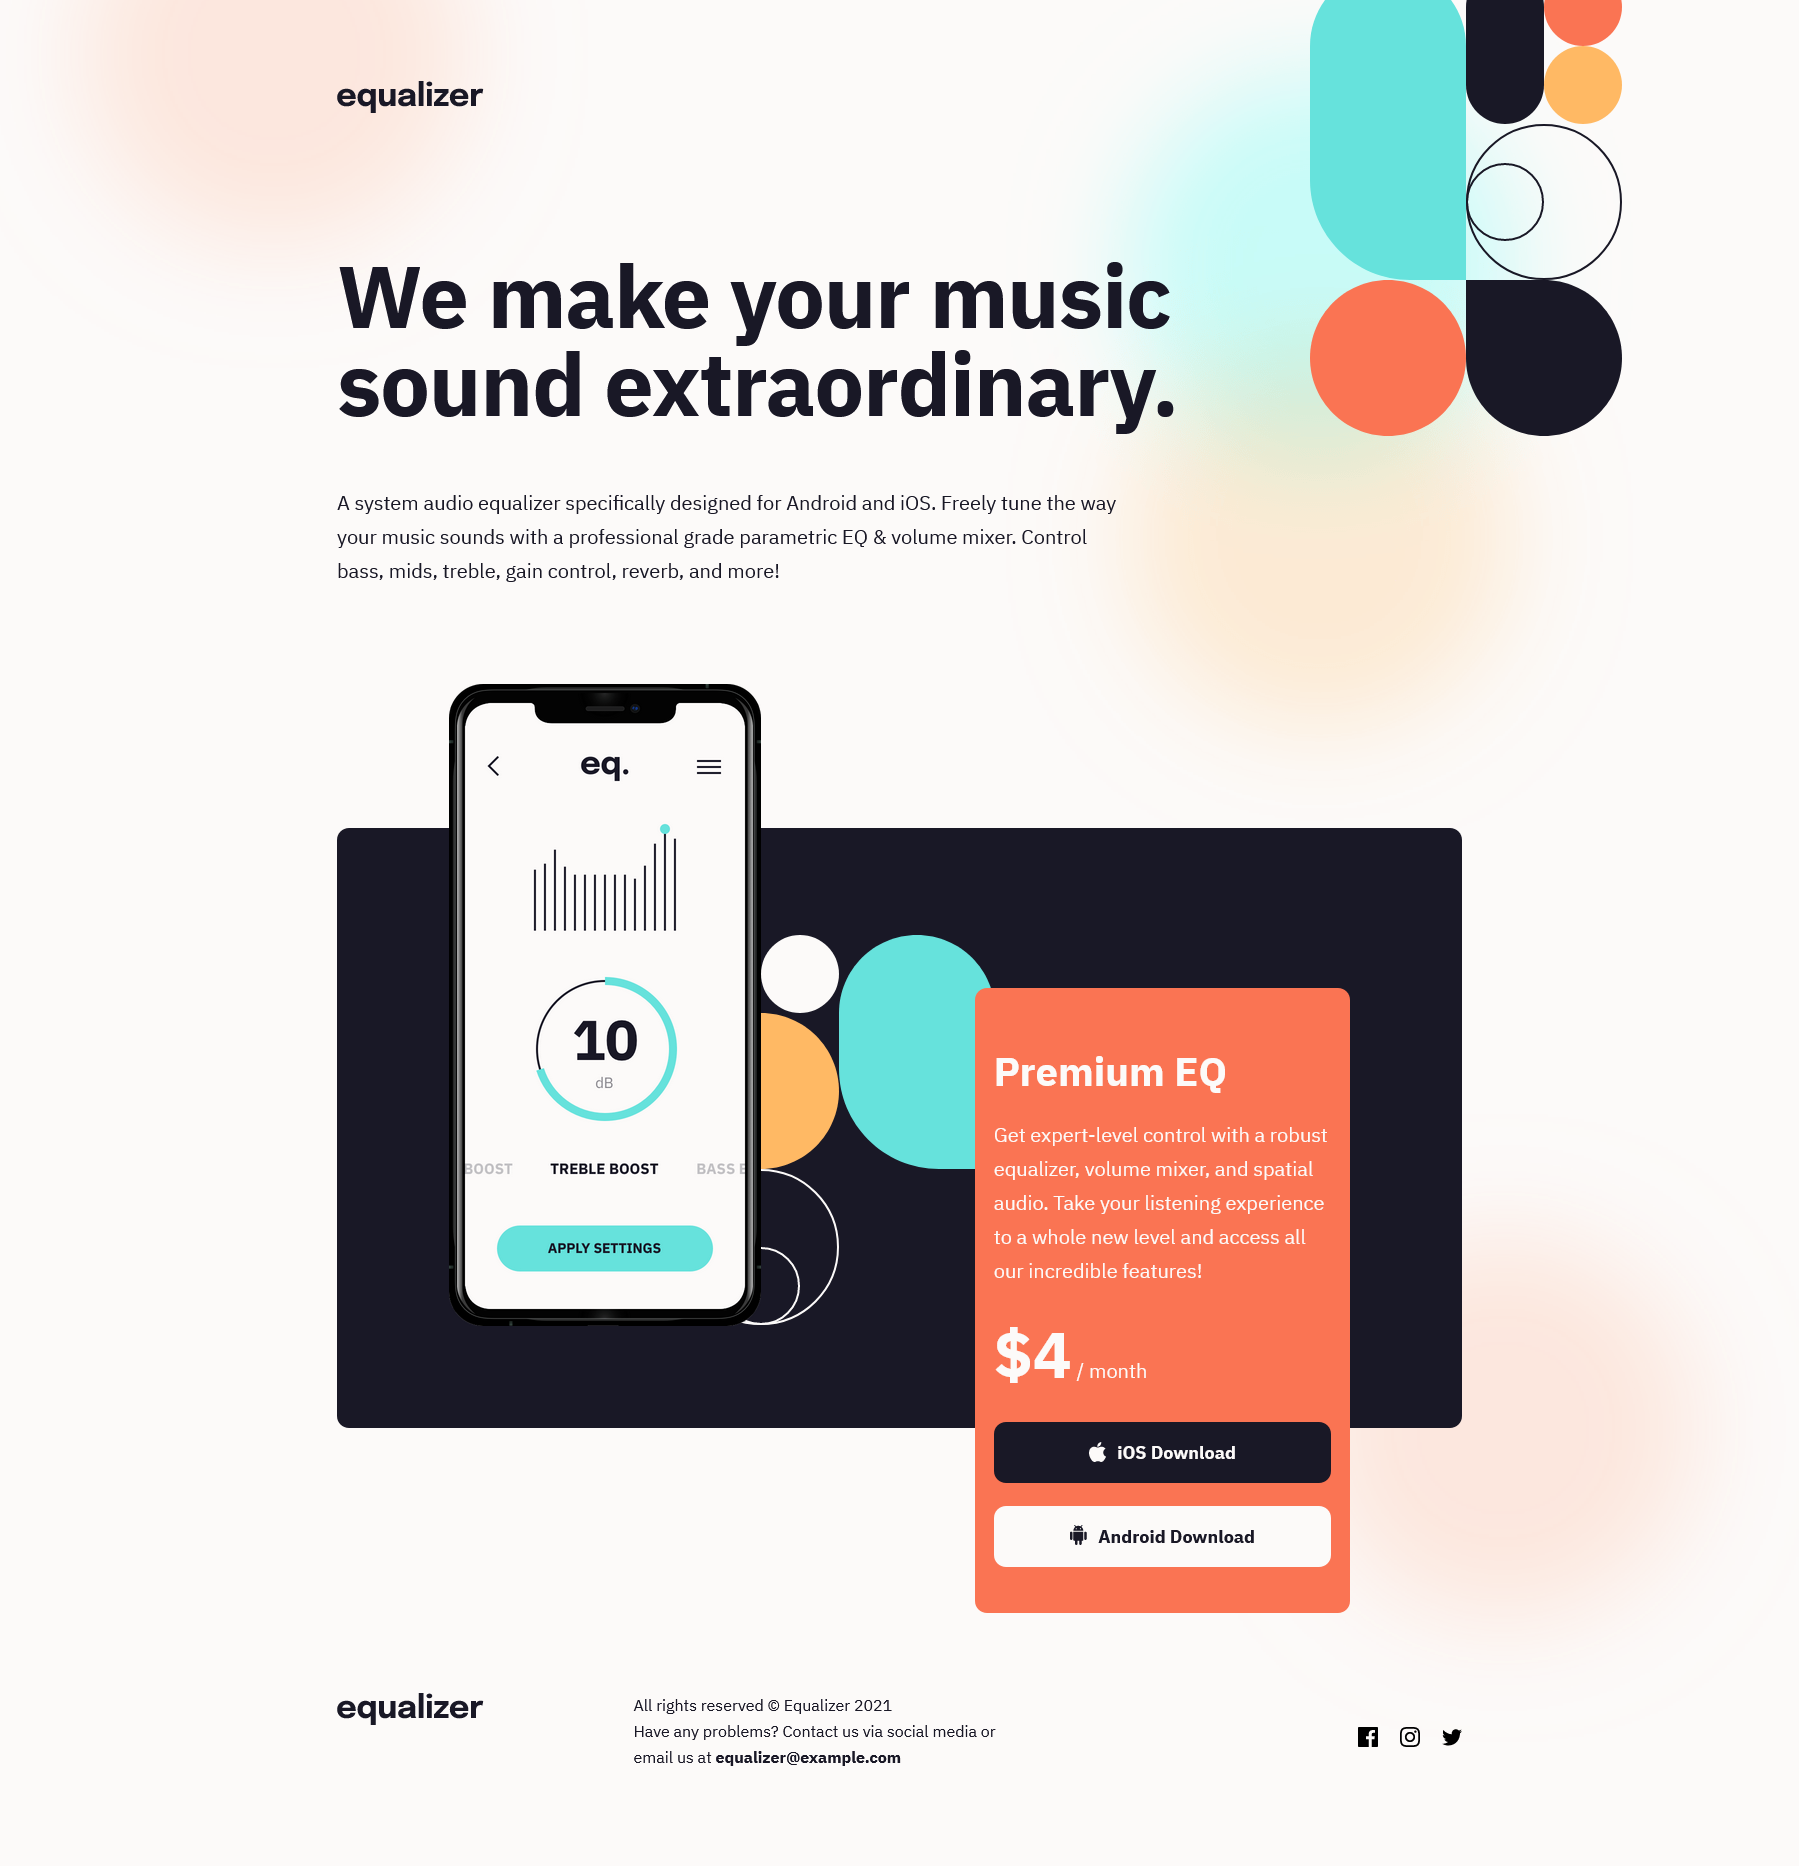 equalizer
We make your music
sound extraordinary.
A system audio equalizer specifically designed for Android and iOS. Freely tune the way
your music sounds with a professional grade parametric EQ & volume mixer. Control
bass, mids, treble, gain control, reverb, and more!
eq.
10
dB
BOOST TREBLE BOOST BASS B
APPLY SETTINGS
Premium EQ
Get expert-level control with a robust
equalizer, volume mixer, and spatial
audio. Take your listening experience
to a whole new level and access all
our incredible features!
$4 / month
iOS Download
Android Download
equalizer
All rights reserved © Equalizer 2021
Have any problems? Contact us via social media or
email us at equalizer@example.com